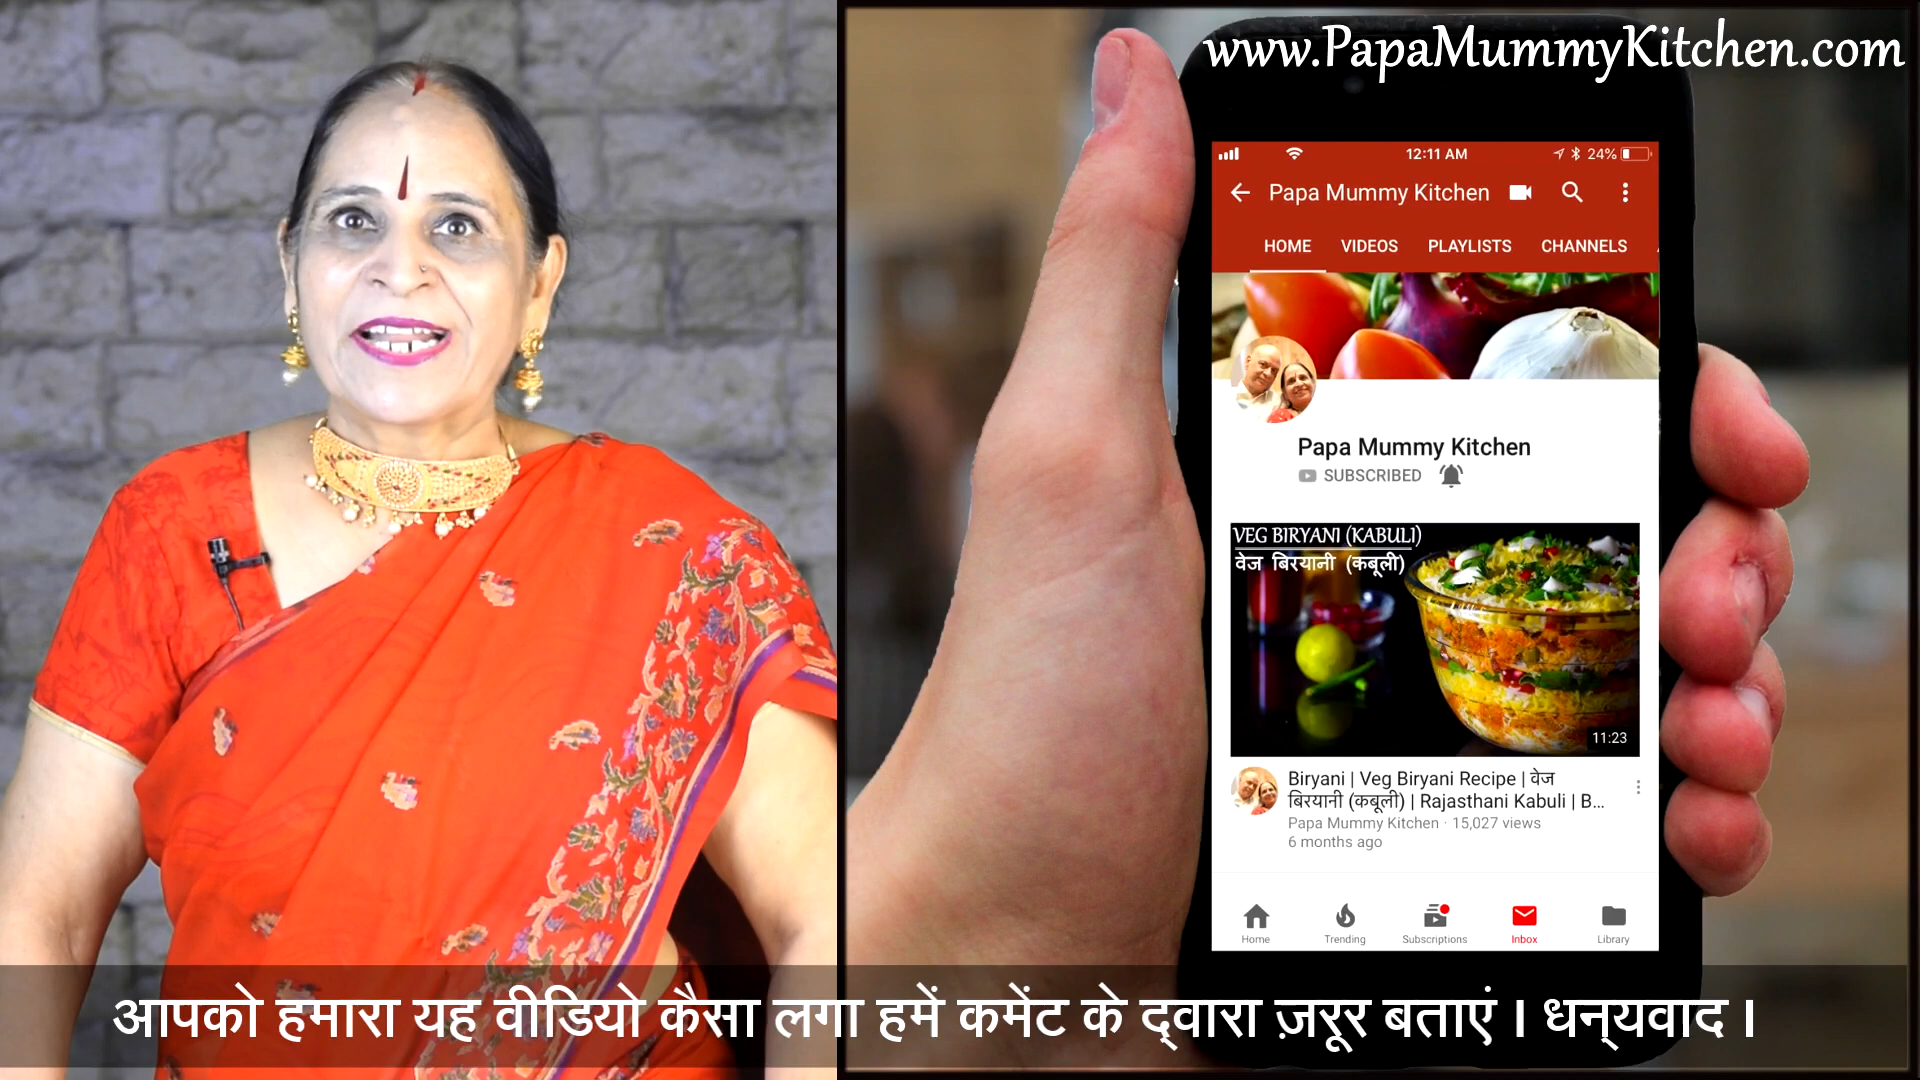 www.PapaMummyKitchen.com
12:11 AM
24%
Papa Mummy Kitchen
HOME VIDEOS PLAYLISTS CHANNELS
Papa Mummy Kitchen
SUBSCRIBED
VEG BIRYANI (KABULI)
वेज बिरयानी (कबूली)
11:23
Biryani | Veg Biryani Recipe | वेज
बिरयानी (कबूली) | Rajasthani Kabuli | B...
Papa Mummy Kitchen · 15,027 views
6 months ago
Home Trending Subscriptions Inbox Library
आपको हमारा यह वीडियो कैसा लगा हमें कमेंट के द्वारा ज़रूर बताएं । धन्यवाद ।